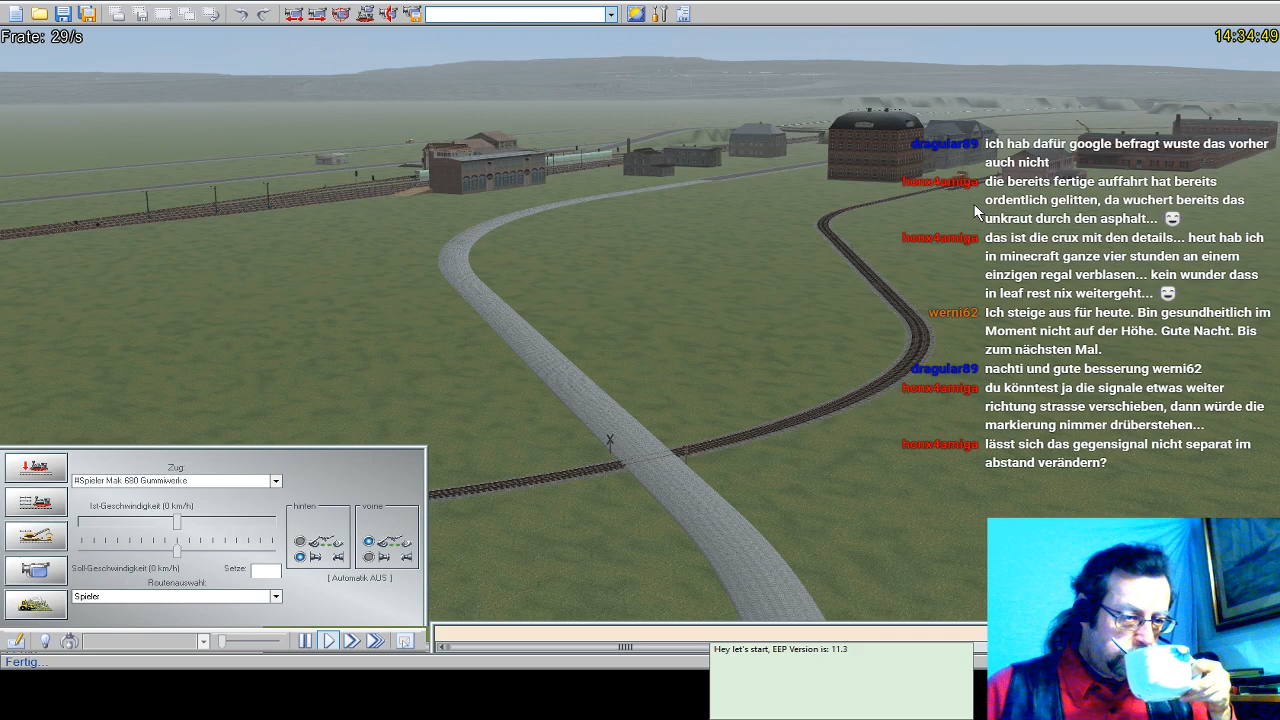 Frate: 29/s
14:34:49
dragular89 ich hab dafür google befragt wuste das vorher
auch nicht
honx4amiga die bereits fertige auffahrt hat bereits
ordentlich gelitten, da wuchert bereits das
unkraut durch den asphalt...
honx4amiga das ist die crux mit den details... heut hab ich
in minecraft ganze vier stunden an einem
einzigen regal verblasen... kein wunder dass
in leaf rest nix weitergeht...
werni62 Ich steige aus für heute. Bin gesundheitlich im
Moment nicht auf der Höhe. Gute Nacht. Bis
zum nächsten Mal.
dragular89 nachti und gute besserung werni62
honx4amiga du könntest ja die signale etwas weiter
richtung strasse verschieben, dann würde die
markierung nimmer drüberstehen...
honx4amiga lässt sich das gegensignal nicht separat im
abstand verändern?
Zug:
#Spieler Mak 680 Gummiwerke
Ist-Geschwindigkeit (0 km/h)
hinten
vorne
Soll-Geschwindigkeit (0 km/h)
Setze:
[ Automatik AUS ]
Routenauswahl:
Spieler
Fertig...
Hey let's start, EEP Version is: 11.3